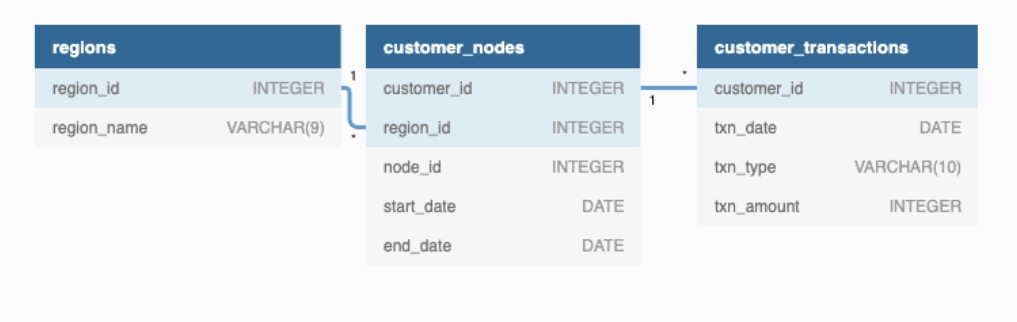 regions
region_id INTEGER
region_name VARCHAR(9)
1
*
customer_nodes
customer_id INTEGER
region_id INTEGER
node_id INTEGER
start_date DATE
end_date DATE
1
*
customer_transactions
customer_id INTEGER
txn_date DATE
txn_type VARCHAR(10)
txn_amount INTEGER